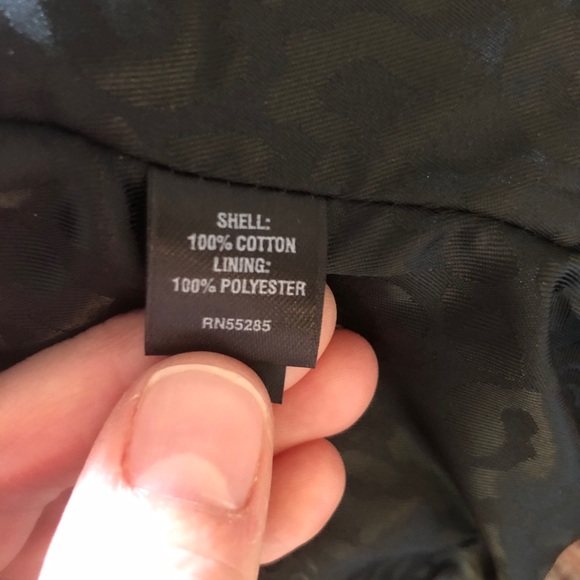 SHELL:
100% COTTON
LINING:
100% POLYESTER
RN55285